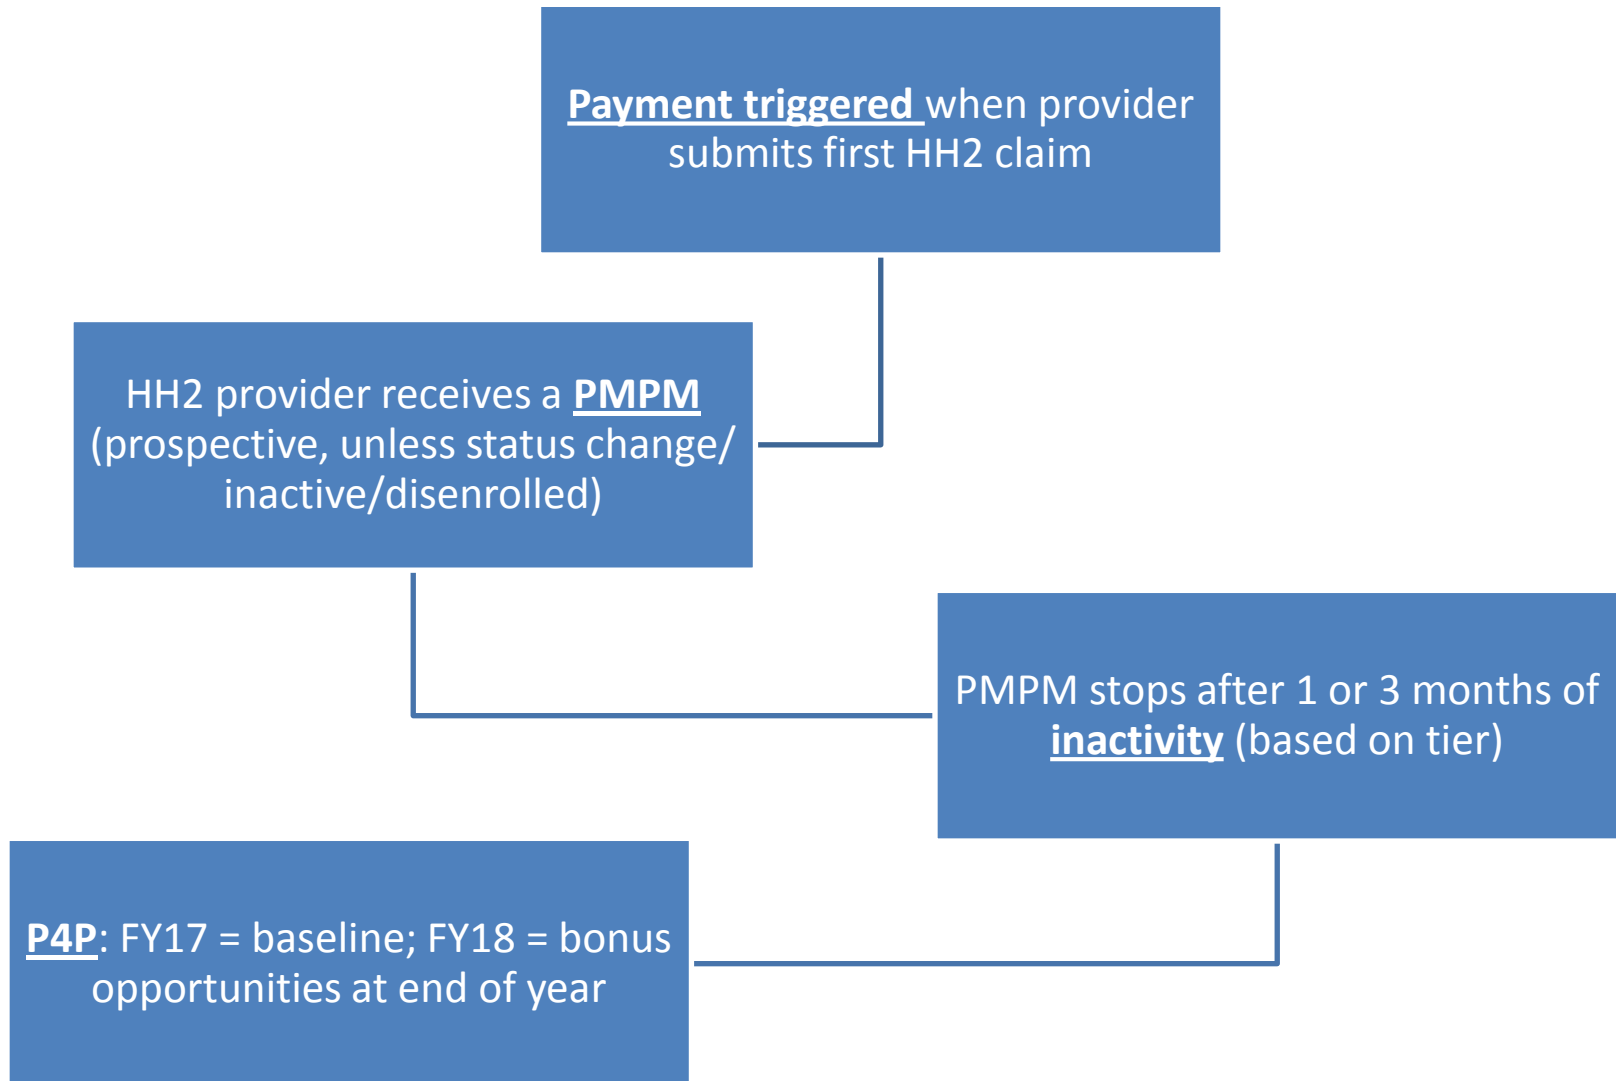 Payment triggered when provider
submits first HH2 claim
HH2 provider receives a PMPM
(prospective, unless status change/
inactive/disenrolled)
PMPM stops after 1 or 3 months of
inactivity (based on tier)
P4P: FY17 = baseline; FY18 = bonus
opportunities at end of year